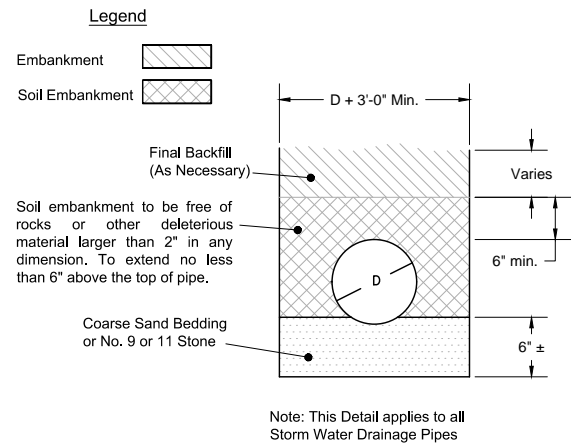 Legend
Embankment
Soil Embankment
D + 3'-0" Min.
Final Backfill
(As Necessary)
Varies
Soil embankment to be free of
rocks or other deleterious
material larger than 2" in any
dimension. To extend no less
than 6" above the top of pipe.
6" min.
D
Coarse Sand Bedding
or No. 9 or 11 Stone
6" ±
Note: This Detail applies to all
Storm Water Drainage Pipes